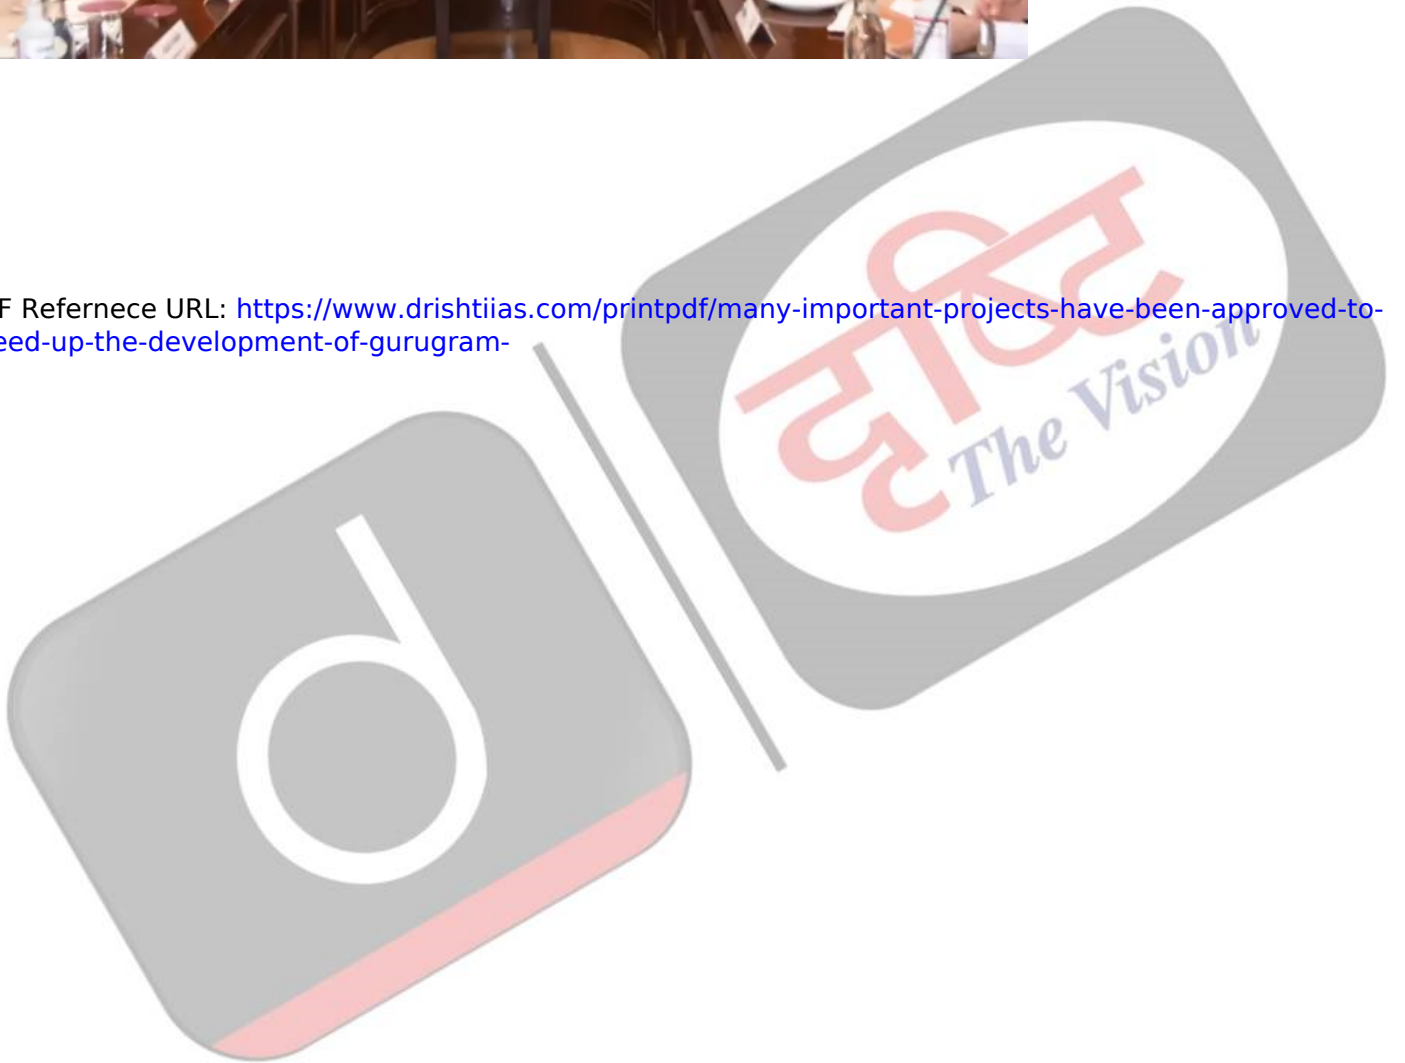 F Refernece URL: https://www.drishtiias.com/printpdf/many-important-projects-have-been-approved-to-
eed-up-the-development-of-gurugram-
दृष्टि
The Vision
d